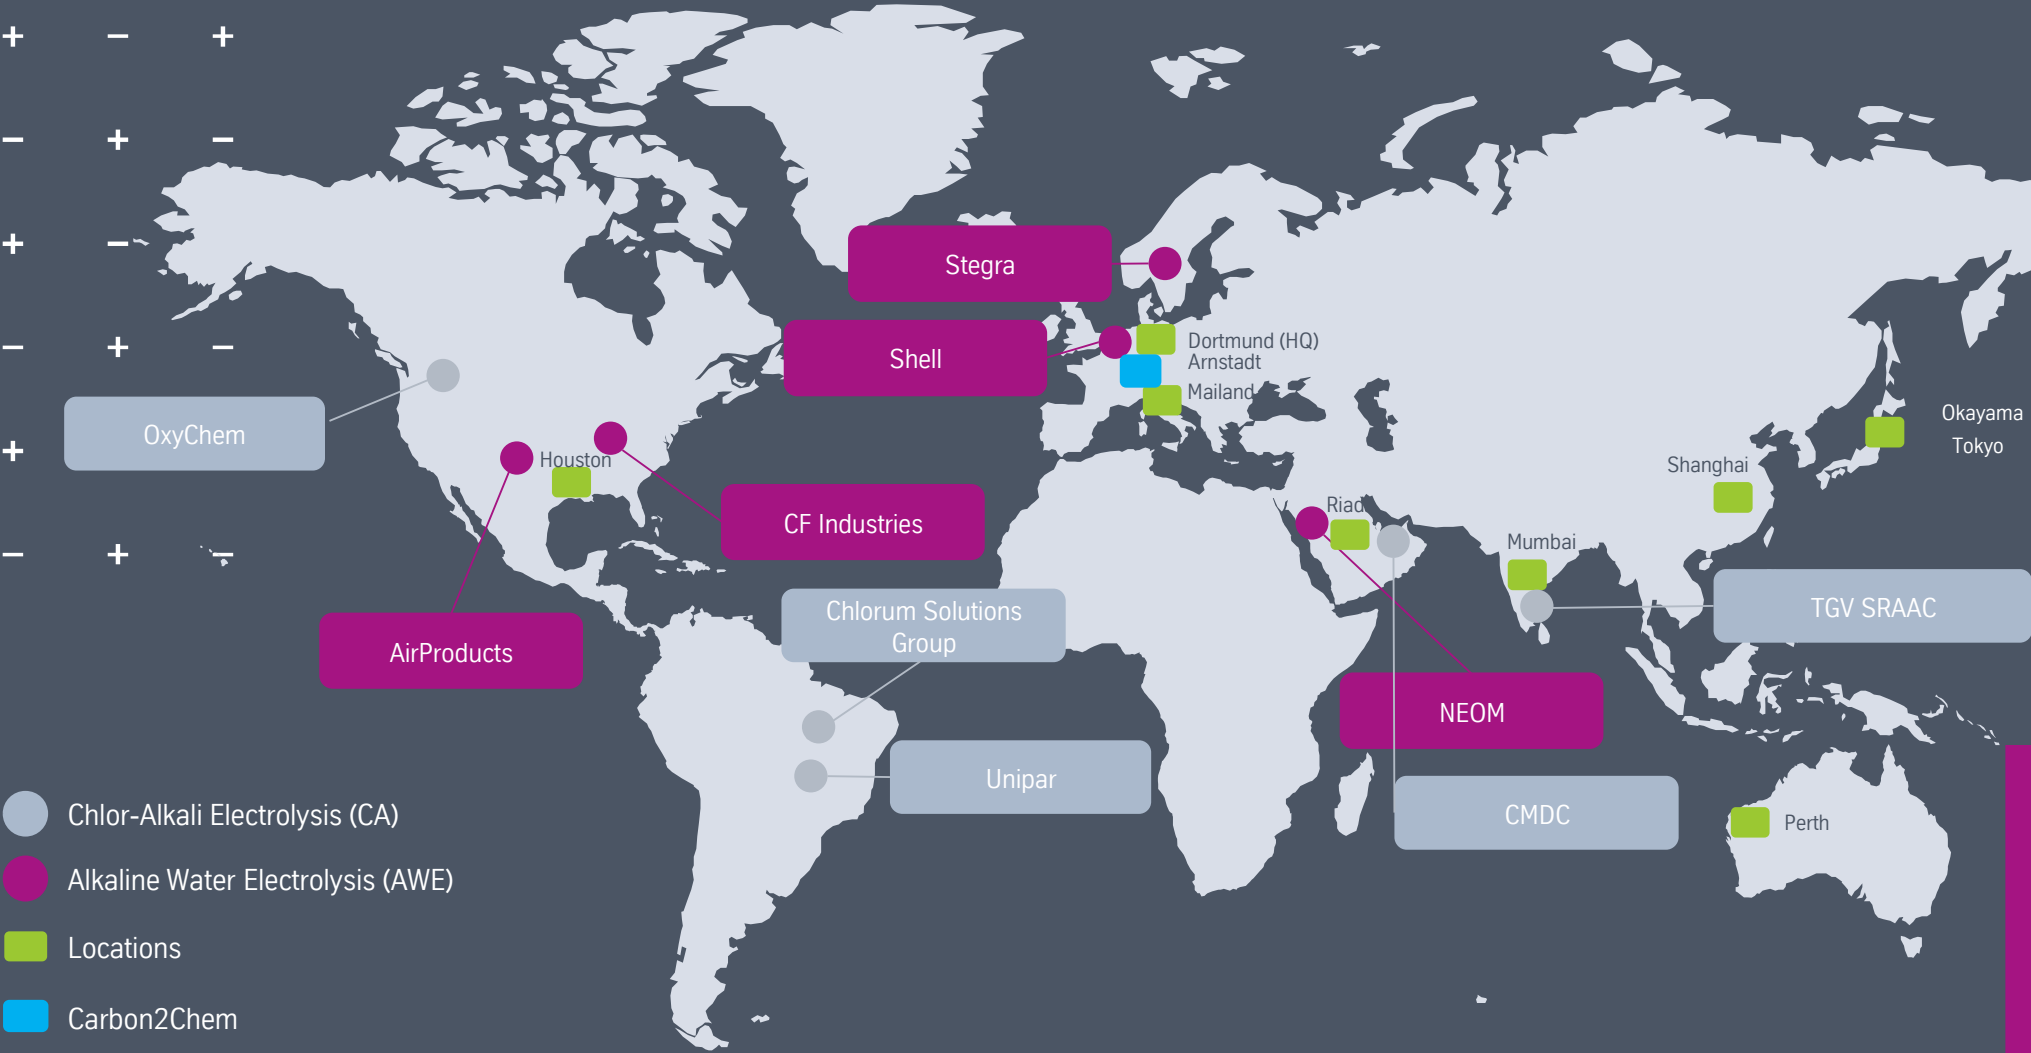 + − +
− + −
+ −
− + −
+
− + −
Stegra
Shell
Dortmund (HQ)
Arnstadt
Mailand
OxyChem
Houston
CF Industries
AirProducts
Okayama
Tokyo
Shanghai
Riad
Mumbai
TGV SRAAC
Chlorum Solutions
Group
NEOM
Unipar
CMDC
Perth
Chlor-Alkali Electrolysis (CA)
Alkaline Water Electrolysis (AWE)
Locations
Carbon2Chem